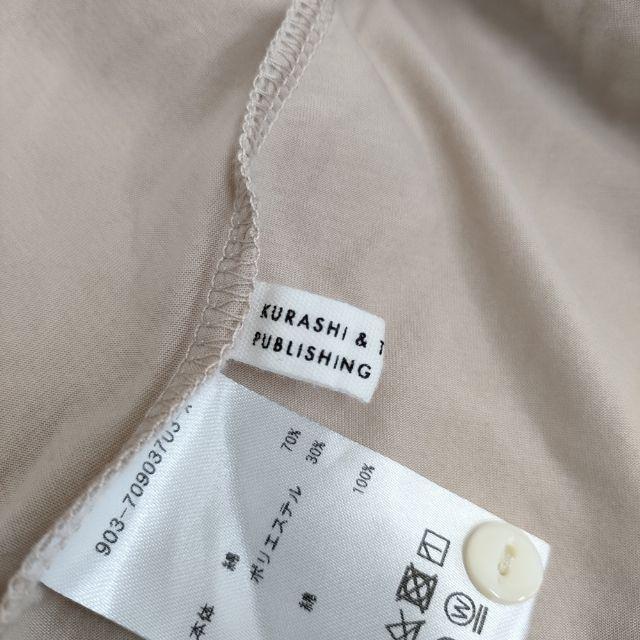 KURASHI & T
PUBLISHING
903-70903703
本体 綿 70%
ポリエステル 30%
綿 100%